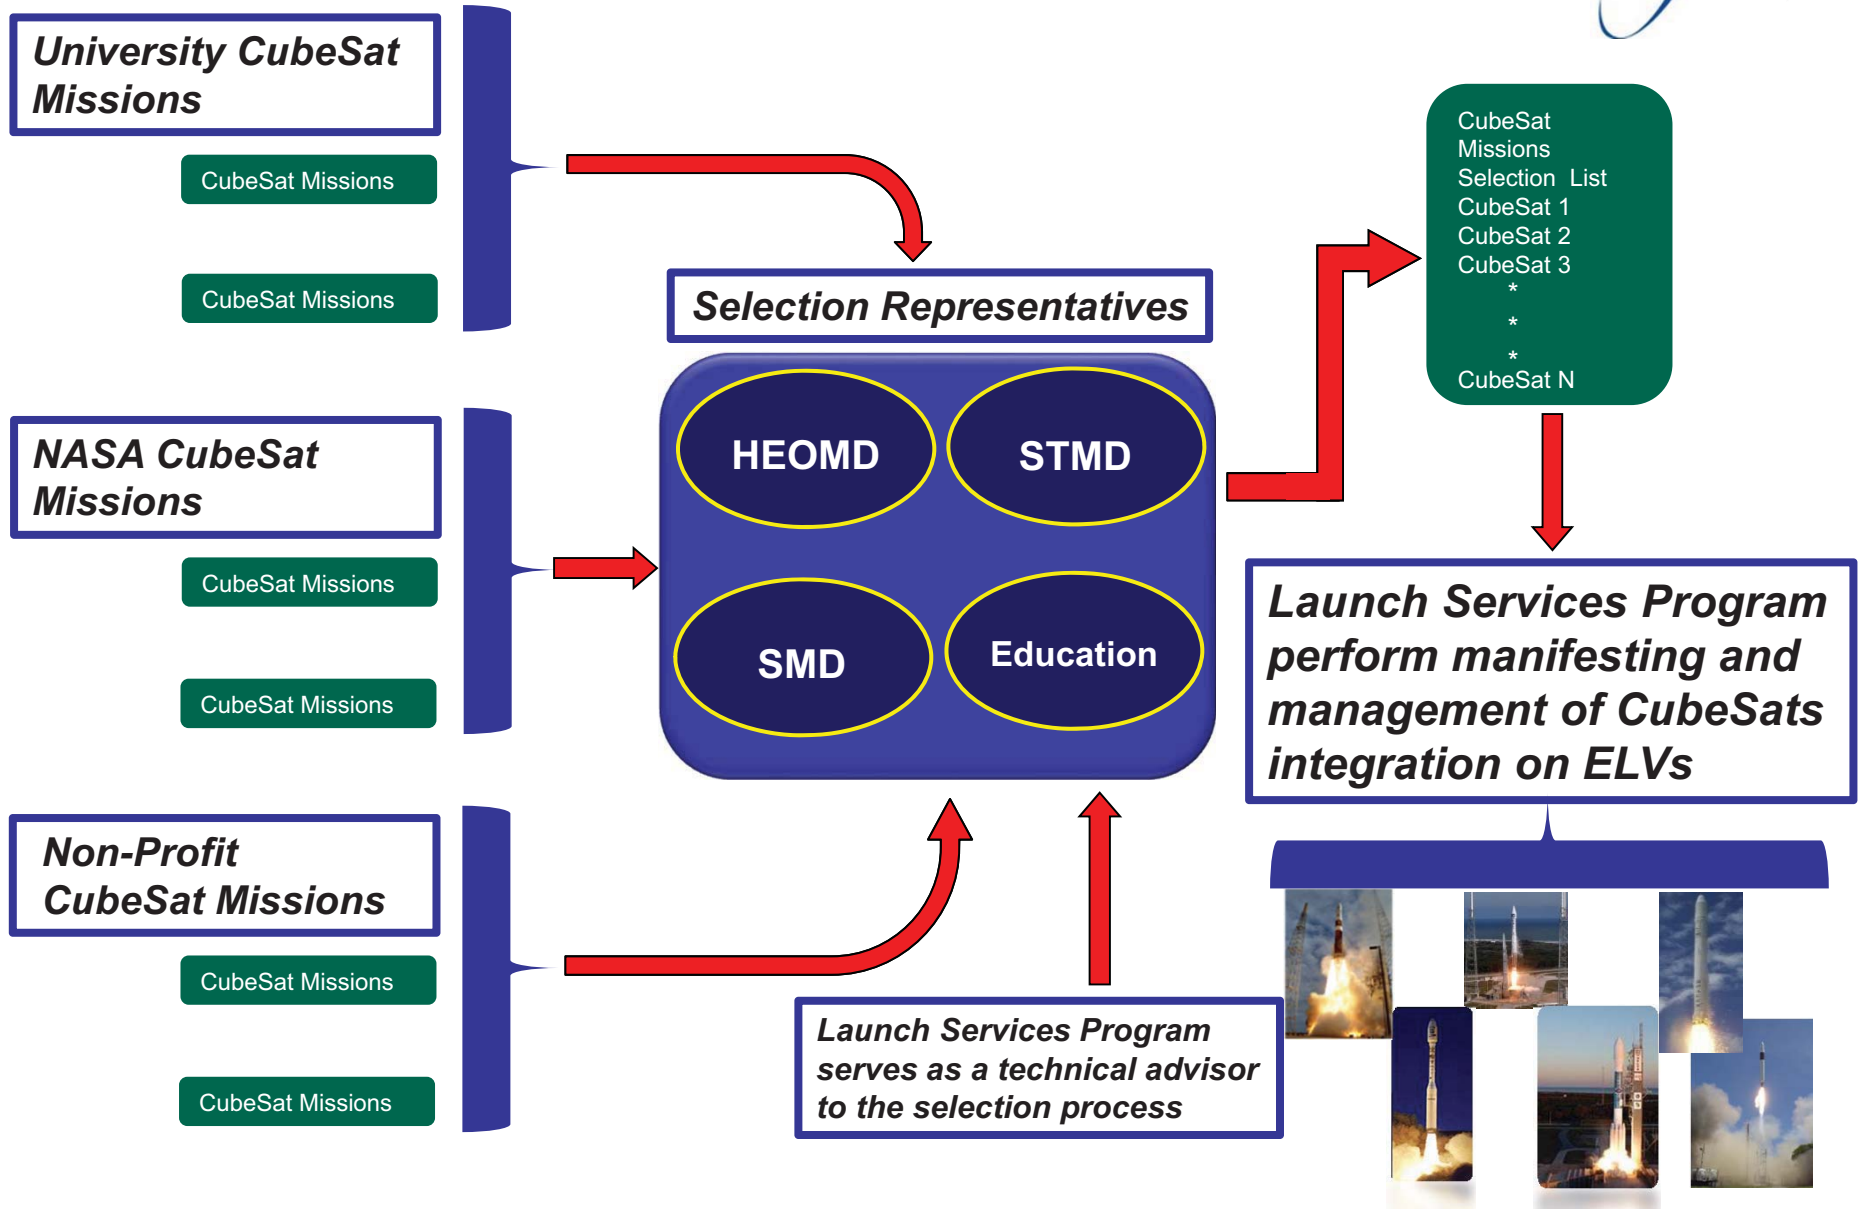 University CubeSat
Missions
CubeSat Missions
CubeSat Missions
NASA CubeSat
Missions
CubeSat Missions
CubeSat Missions
Non-Profit
CubeSat Missions
CubeSat Missions
CubeSat Missions
Selection Representatives
HEOMD
STMD
SMD
Education
Launch Services Program
serves as a technical advisor
to the selection process
CubeSat
Missions
Selection List
CubeSat 1
CubeSat 2
CubeSat 3
*
*
*
CubeSat N
Launch Services Program
perform manifesting and
management of CubeSats
integration on ELVs